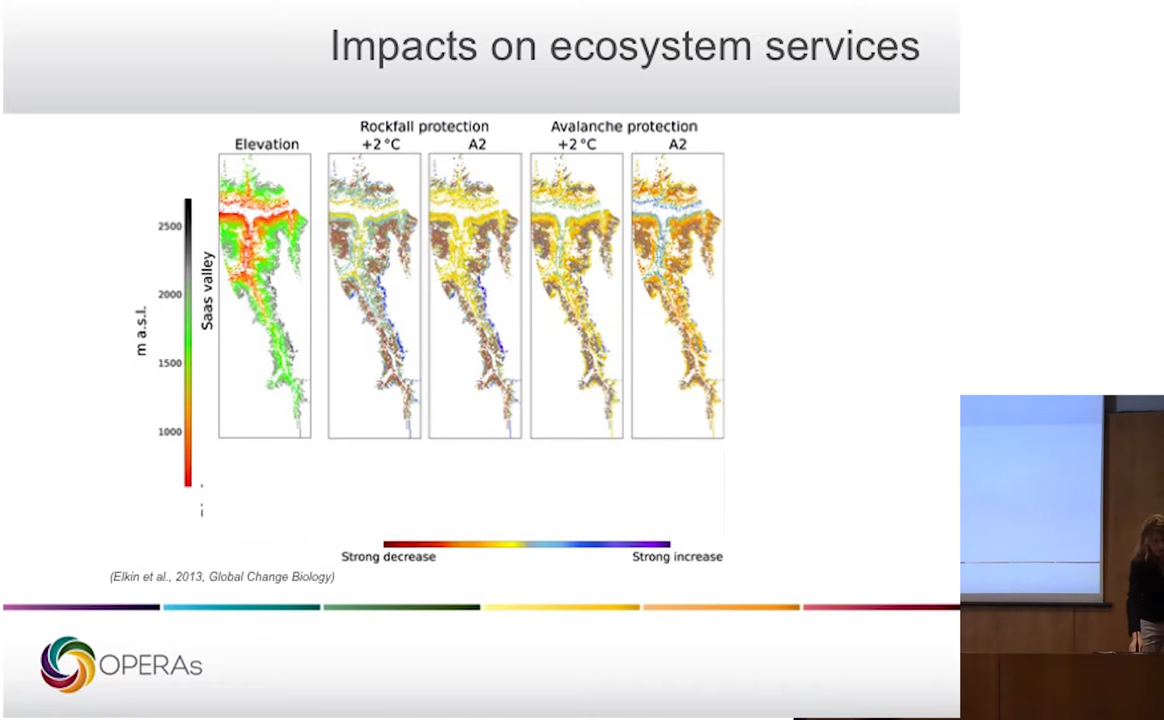 Impacts on ecosystem services
Rockfall protection
Avalanche protection
Elevation
+2 °C
A2
+2 °C
A2
2500
2000
1500
1000
m a.s.l.
Saas valley
Strong decrease
Strong increase
(Elkin et al., 2013, Global Change Biology)
OPERAs